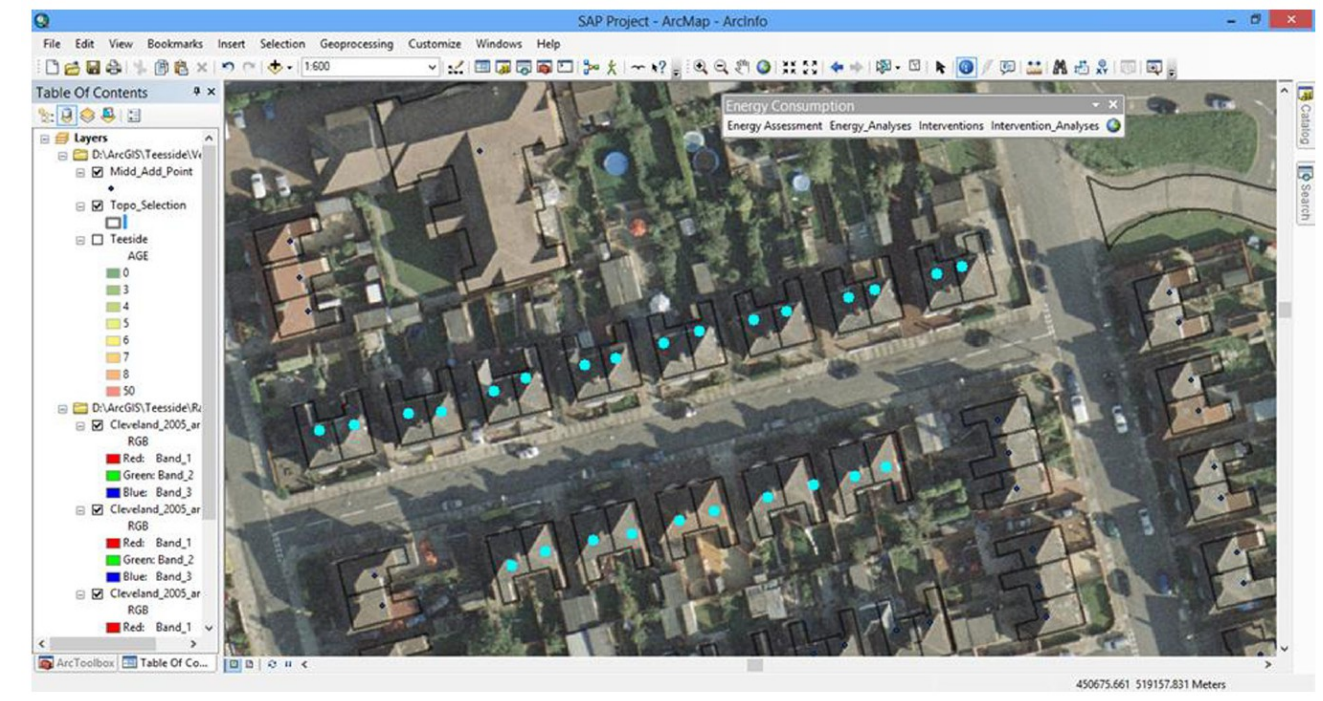 SAP Project - ArcMap - ArcInfo
File Edit View Bookmarks Insert Selection Geoprocessing Customize Windows Help
1:600
Table Of Contents
Layers
D:\ArcGIS\Teesside\Ve
Midd_Add_Point
Topo_Selection
Teeside
AGE
0
3
4
5
6
7
8
50
D:\ArcGIS\Teesside\Ra
Cleveland_2005_ar
RGB
Red: Band_1
Green: Band_2
Blue: Band_3
Cleveland_2005_ar
RGB
Red: Band_1
Green: Band_2
Blue: Band_3
Cleveland_2005_ar
RGB
Red: Band_1
ArcToolbox Table Of Co...
Energy Consumption
Energy Assessment Energy_Analyses Interventions Intervention_Analyses
Catalog
Search
450675.661 519157.831 Meters